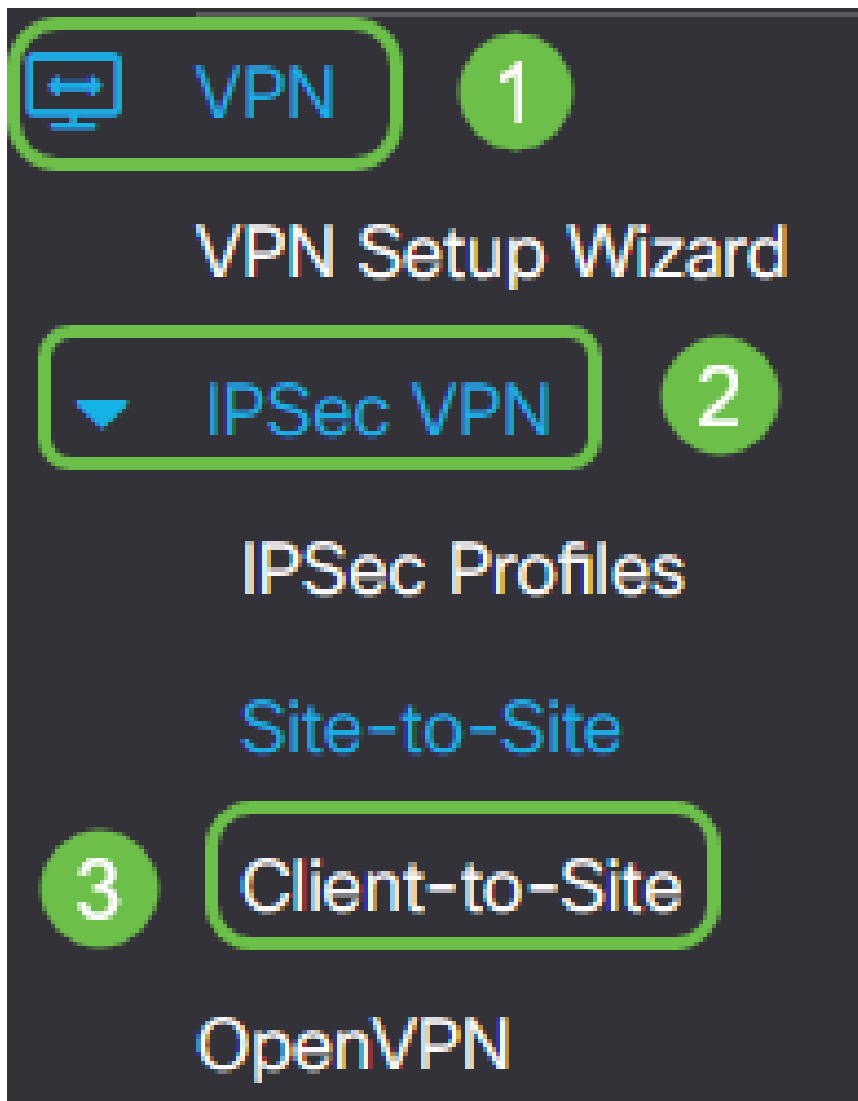 VPN 1
VPN Setup Wizard
IPSec VPN 2
IPSec Profiles
Site-to-Site
3 Client-to-Site
OpenVPN